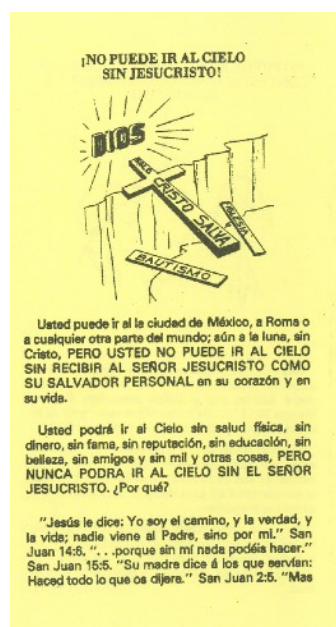 ¡NO PUEDE IR AL CIELO
SIN JESUCRISTO!
DIOS
CRISTO SALVA
IGLESIA
BAUTISMO
Usted puede ir al la ciudad de México, a Roma o
a cualquier otra parte del mundo; aún a la luna, sin
Cristo, PERO USTED NO PUEDE IR AL CIELO
SIN RECIBIR AL SEÑOR JESUCRISTO COMO
SU SALVADOR PERSONAL en su corazón y en
su vida.
Usted podrá ir al Cielo sin salud física, sin
dinero, sin fama, sin reputación, sin educación, sin
belleza, sin amigos y sin mil y otras cosas, PERO
NUNCA PODRA IR AL CIELO SIN EL SEÑOR
JESUCRISTO. ¿Por qué?
"Jesús le dice: Yo soy el camino, y la verdad, y
la vida; nadie viene al Padre, sino por mi." San
Juan 14:6. ". . .porque sin mí nada podéis hacer."
San Juan 15:5. "Su madre dice á los que servían:
Haced todo lo que os dijere." San Juan 2:5. "Mas